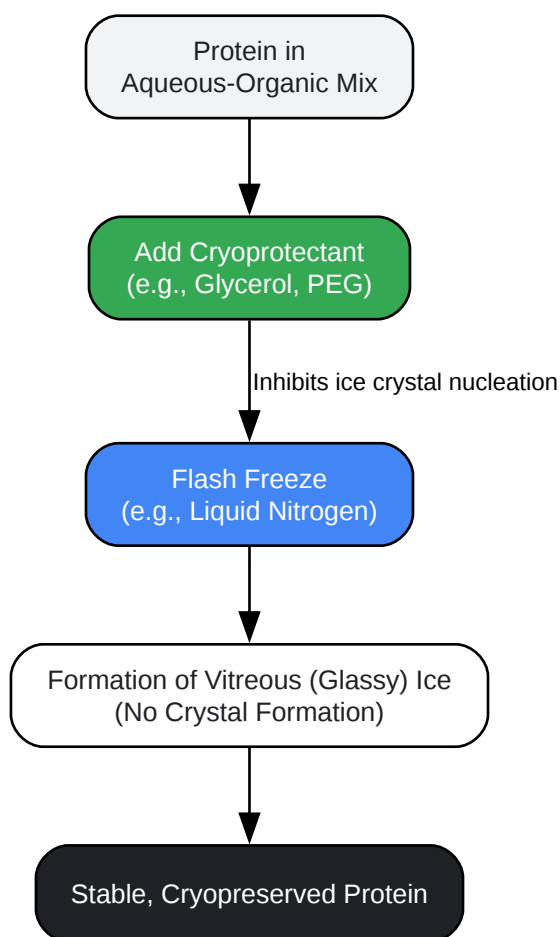 Protein in
Aqueous-Organic Mix
Add Cryoprotectant
(e.g., Glycerol, PEG)
Inhibits ice crystal nucleation
Flash Freeze
(e.g., Liquid Nitrogen)
Formation of Vitreous (Glassy) Ice
(No Crystal Formation)
Stable, Cryopreserved Protein